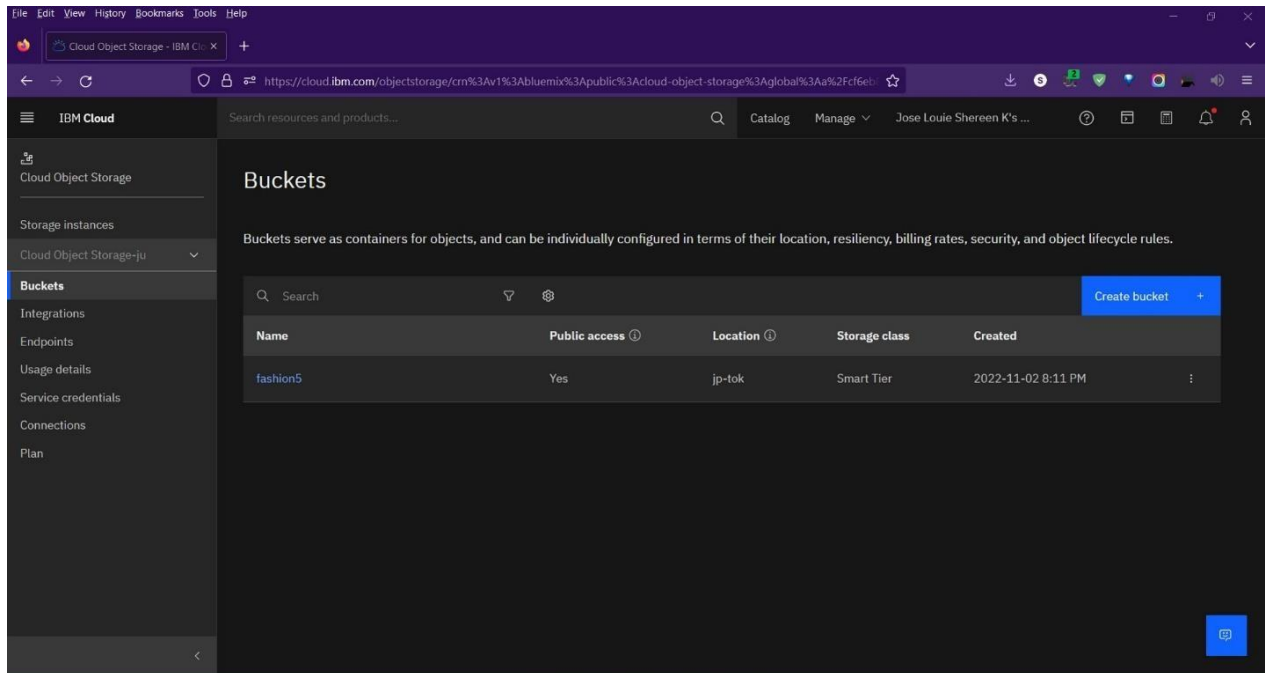 File Edit View History Bookmarks Tools Help
Cloud Object Storage - IBM Clo
https://cloud.ibm.com/objectstorage/crn%3Av1%3Abluemix%3Apublic%3Acloud-object-storage%3Aglobal%3Aa%2Fcf6eb
S 2
IBM Cloud
Search resources and products...
Catalog Manage Jose Louie Shereen K's ...
Cloud Object Storage
Storage instances
Cloud Object Storage-ju
Buckets
Integrations
Endpoints
Usage details
Service credentials
Connections
Plan
Buckets
Buckets serve as containers for objects, and can be individually configured in terms of their location, resiliency, billing rates, security, and object lifecycle rules.
Search
Create bucket +
Name Public access Location Storage class Created
fashion5 Yes jp-tok Smart Tier 2022-11-02 8:11 PM